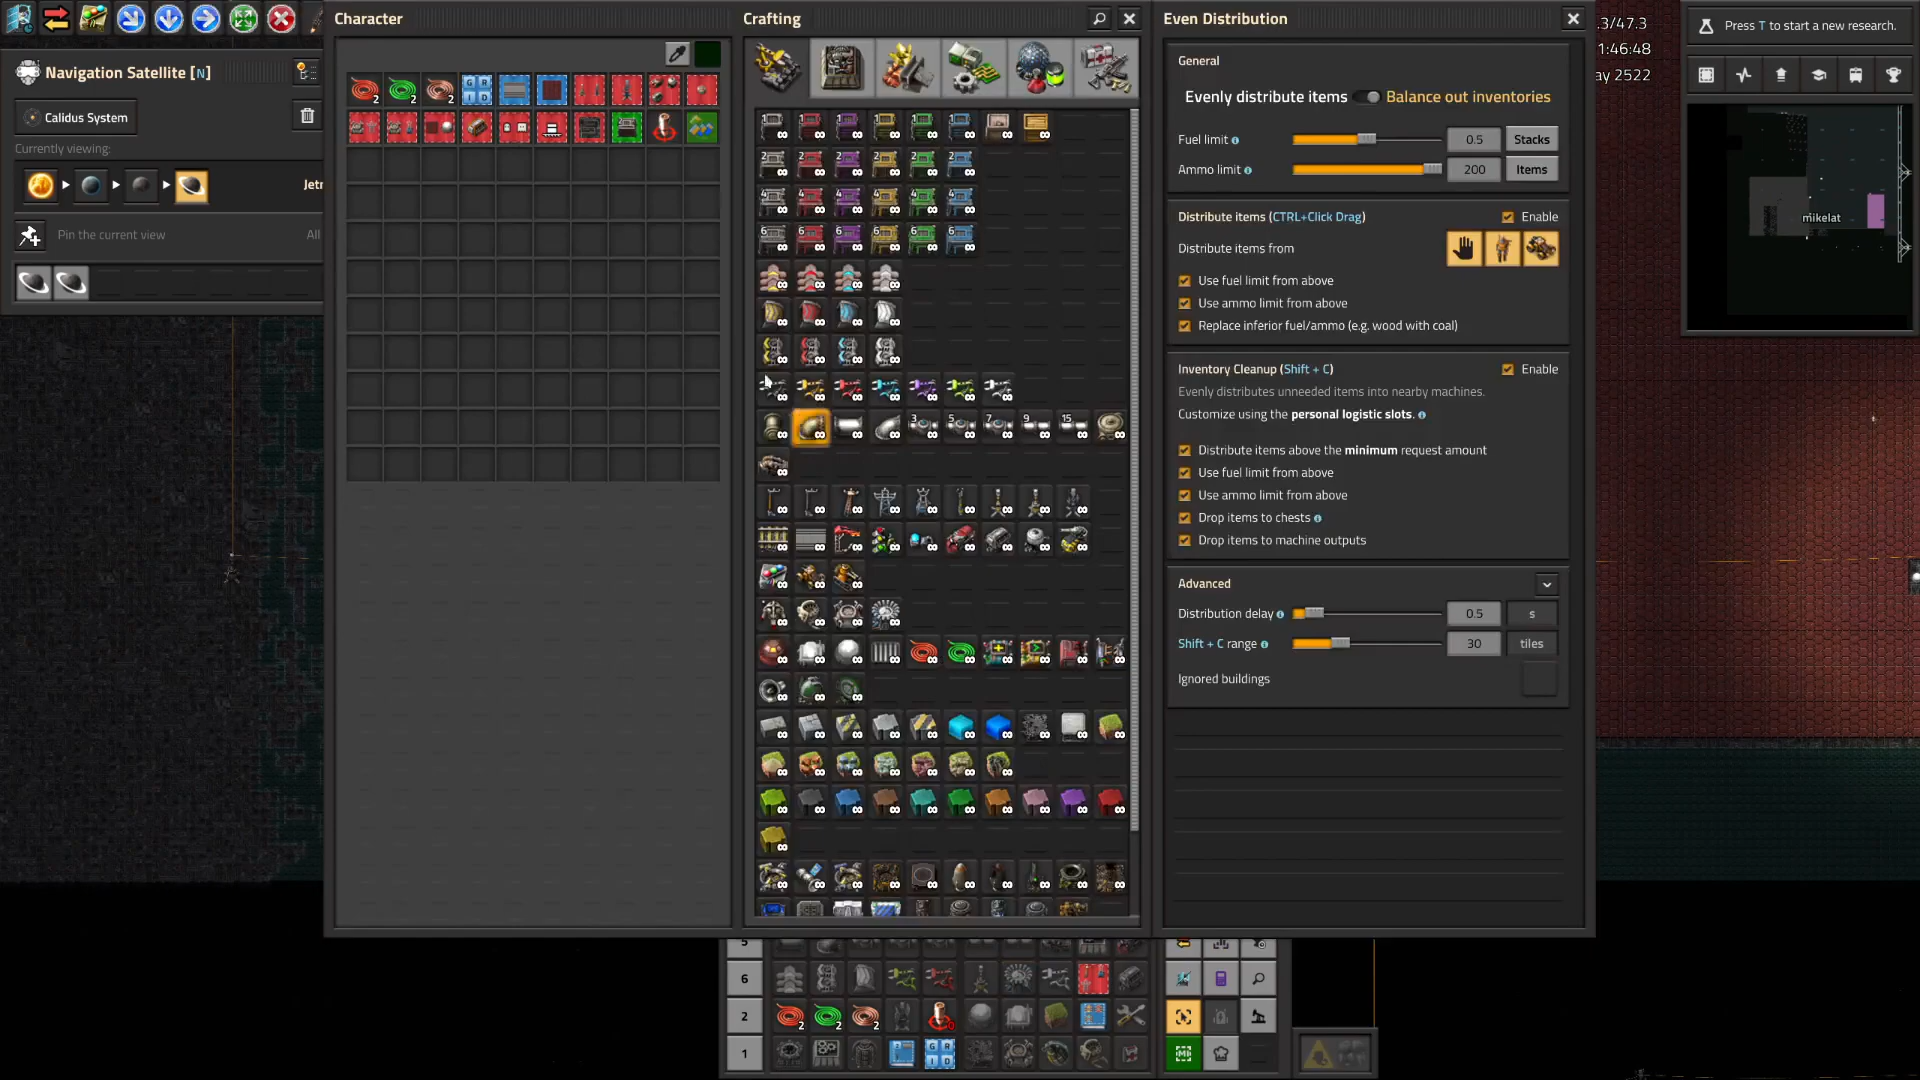 Navigation Satellite [N]
Calidus System
Currently viewing:
Jetr
Pin the current view
All
Character
Crafting
Even Distribution
General
Evenly distribute items
Balance out inventories
Fuel limit
0.5
Stacks
Ammo limit
200
Items
Distribute items (CTRL+Click Drag)
Enable
Distribute items from
Use fuel limit from above
Use ammo limit from above
Replace inferior fuel/ammo (e.g. wood with coal)
Inventory Cleanup (Shift + C)
Enable
Evenly distributes unneeded items into nearby machines.
Customize using the personal logistic slots.
Distribute items above the minimum request amount
Use fuel limit from above
Use ammo limit from above
Drop items to chests
Drop items to machine outputs
Advanced
Distribution delay
0.5
s
Shift + C range
30
tiles
Ignored buildings
.3/47.3
1:46:48
ay 2522
Press T to start a new research.
mikelat
5
6
2
1